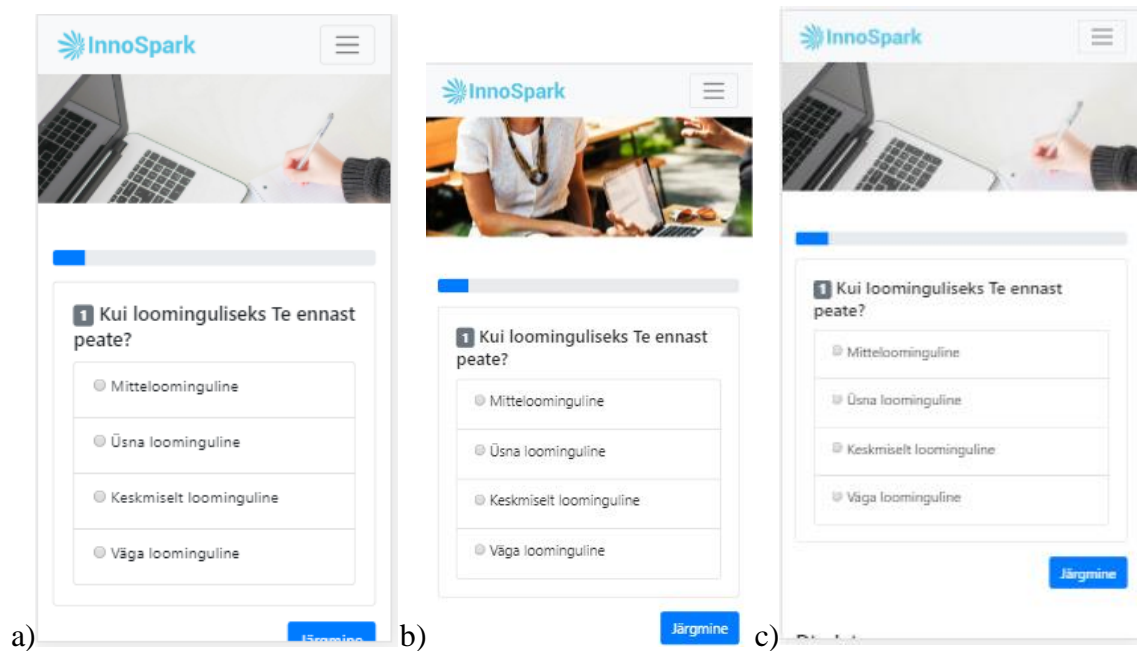 InnoSpark
1 Kui loominguliseks Te ennast
peate?
Mitteloominguline
Üsna loominguline
Keskmiselt loominguline
Väga loominguline
Järgmine
a)
InnoSpark
1 Kui loominguliseks Te ennast
peate?
Mitteloominguline
Üsna loominguline
Keskmiselt loominguline
Väga loominguline
Järgmine
b)
InnoSpark
1 Kui loominguliseks Te ennast
peate?
Mitteloominguline
Üsna loominguline
Keskmiselt loominguline
Väga loominguline
Järgmine
c)